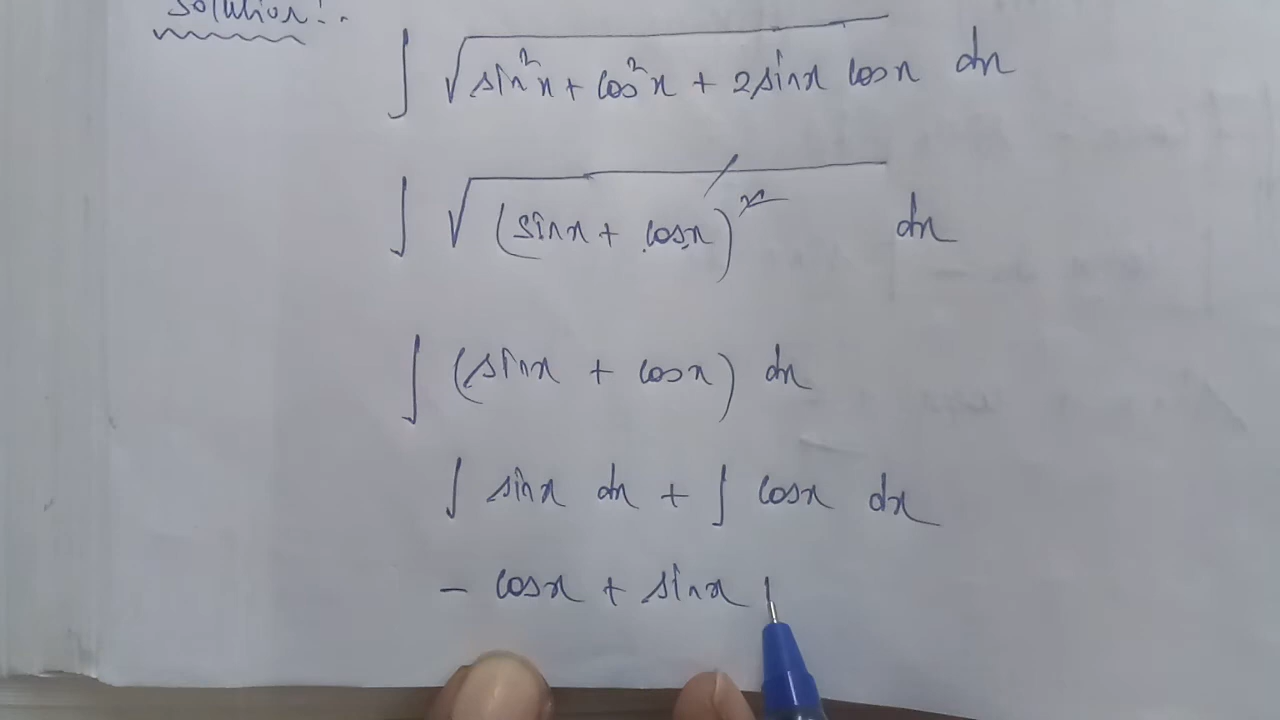 Solution:.
∫ √(sin²x + cos²x + 2sinx cosx) dx
∫ √(sinx + cosx)² dx
∫ (sinx + cosx) dx
∫ sinx dx + ∫ cosx dx
- cosx + sinx